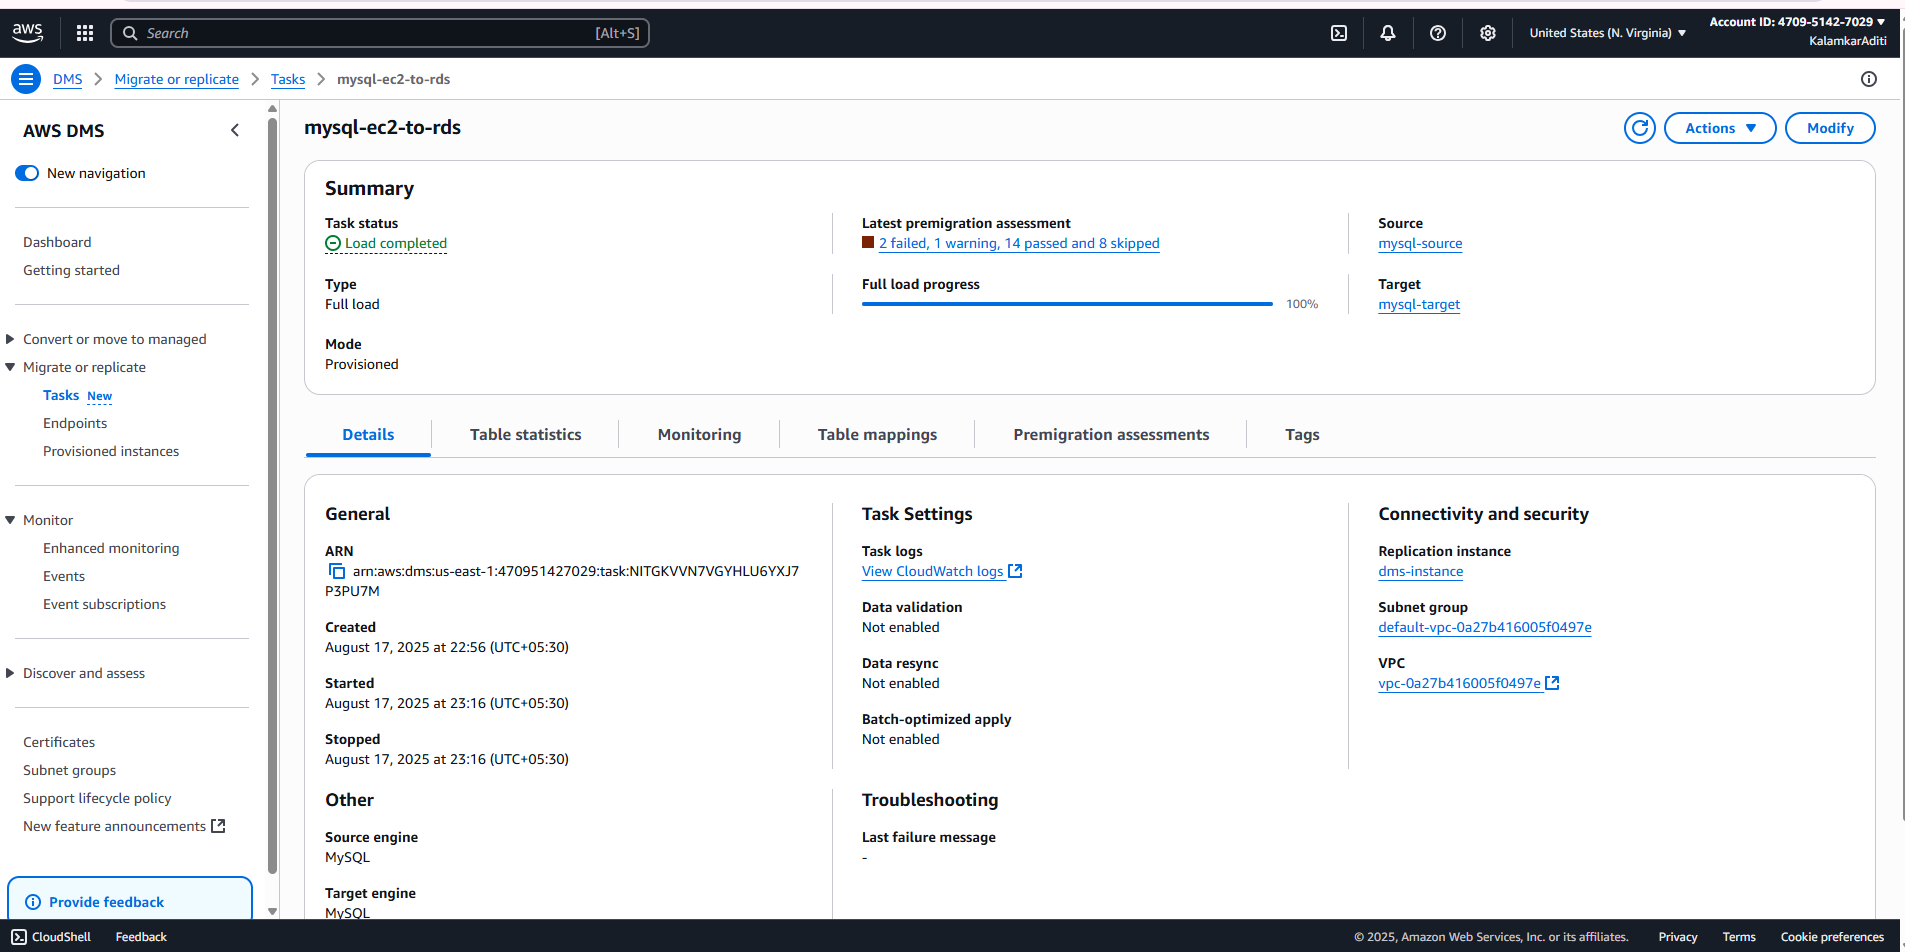 aws
Search
[Alt+S]
United States (N. Virginia)
Account ID: 4709-5142-7029
KalamkarAditi
DMS
Migrate or replicate
Tasks
mysql-ec2-to-rds
AWS DMS
New navigation
Dashboard
Getting started
Convert or move to managed
Migrate or replicate
Tasks New
Endpoints
Provisioned instances
Monitor
Enhanced monitoring
Events
Event subscriptions
Discover and assess
Certificates
Subnet groups
Support lifecycle policy
New feature announcements
Provide feedback
mysql-ec2-to-rds
Actions
Modify
Summary
Task status
Load completed
Type
Full load
Mode
Provisioned
Latest premigration assessment
2 failed, 1 warning, 14 passed and 8 skipped
Full load progress
100%
Source
mysql-source
Target
mysql-target
Details
Table statistics
Monitoring
Table mappings
Premigration assessments
Tags
General
ARN
arn:aws:dms:us-east-1:470951427029:task:NITGKVVN7VGYHLU6YXJ7
P3PU7M
Created
August 17, 2025 at 22:56 (UTC+05:30)
Started
August 17, 2025 at 23:16 (UTC+05:30)
Stopped
August 17, 2025 at 23:16 (UTC+05:30)
Task Settings
Task logs
View CloudWatch logs
Data validation
Not enabled
Data resync
Not enabled
Batch-optimized apply
Not enabled
Connectivity and security
Replication instance
dms-instance
Subnet group
default-vpc-0a27b416005f0497e
VPC
vpc-0a27b416005f0497e
Other
Source engine
MySQL
Target engine
MySQL
Troubleshooting
Last failure message
-
CloudShell
Feedback
© 2025, Amazon Web Services, Inc. or its affiliates.
Privacy
Terms
Cookie preferences